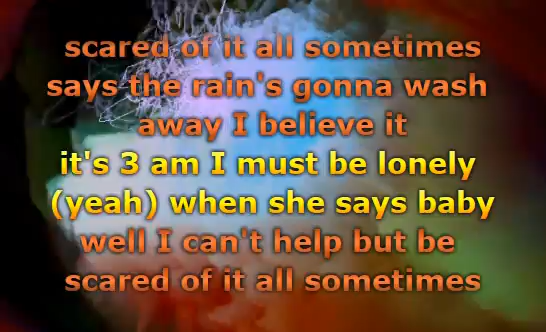 scared of it all sometimes
says the rain's gonna wash
away I believe it
it's 3 am I must be lonely
(yeah) when she says baby
well I can't help but be
scared of it all sometimes